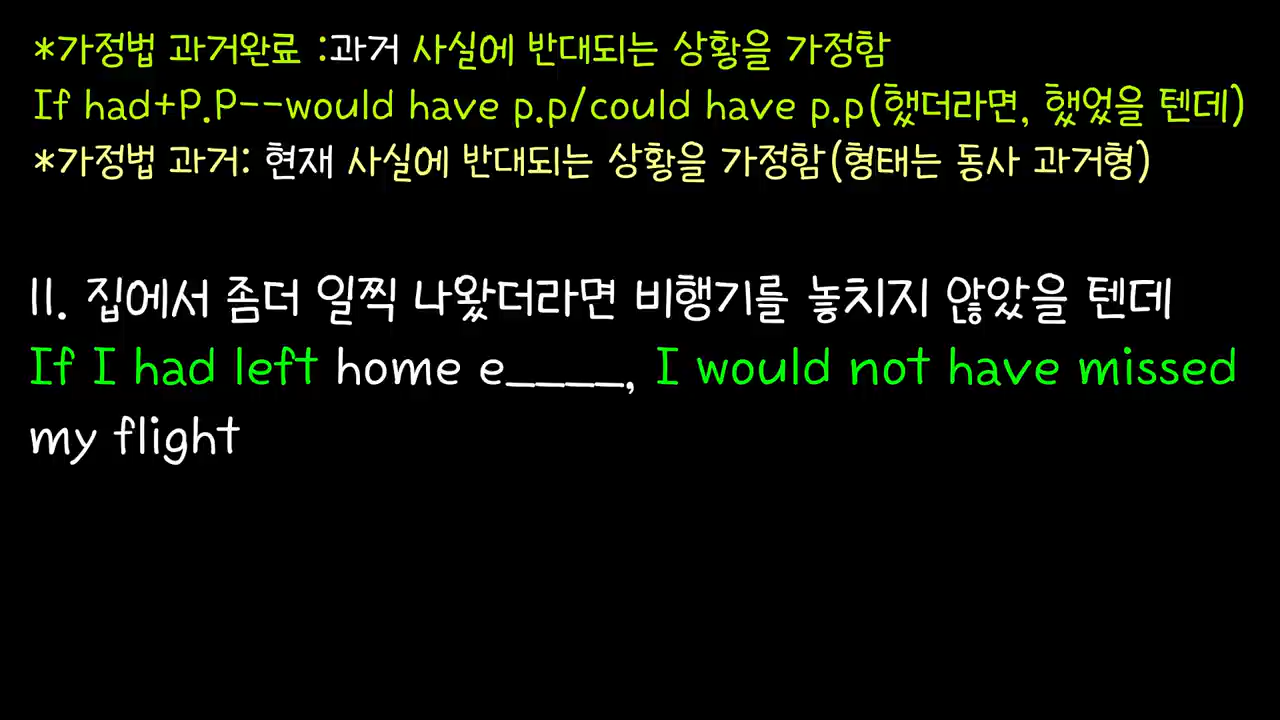 *가정법 과거완료 :과거 사실에 반대되는 상황을 가정함
If had+P.P--would have p.p/could have p.p(했더라면, 했었을 텐데)
*가정법 과거: 현재 사실에 반대되는 상황을 가정함(형태는 동사 과거형)
11. 집에서 좀더 일찍 나왔더라면 비행기를 놓치지 않았을 텐데
If I had left home e____, I would not have missed
my flight